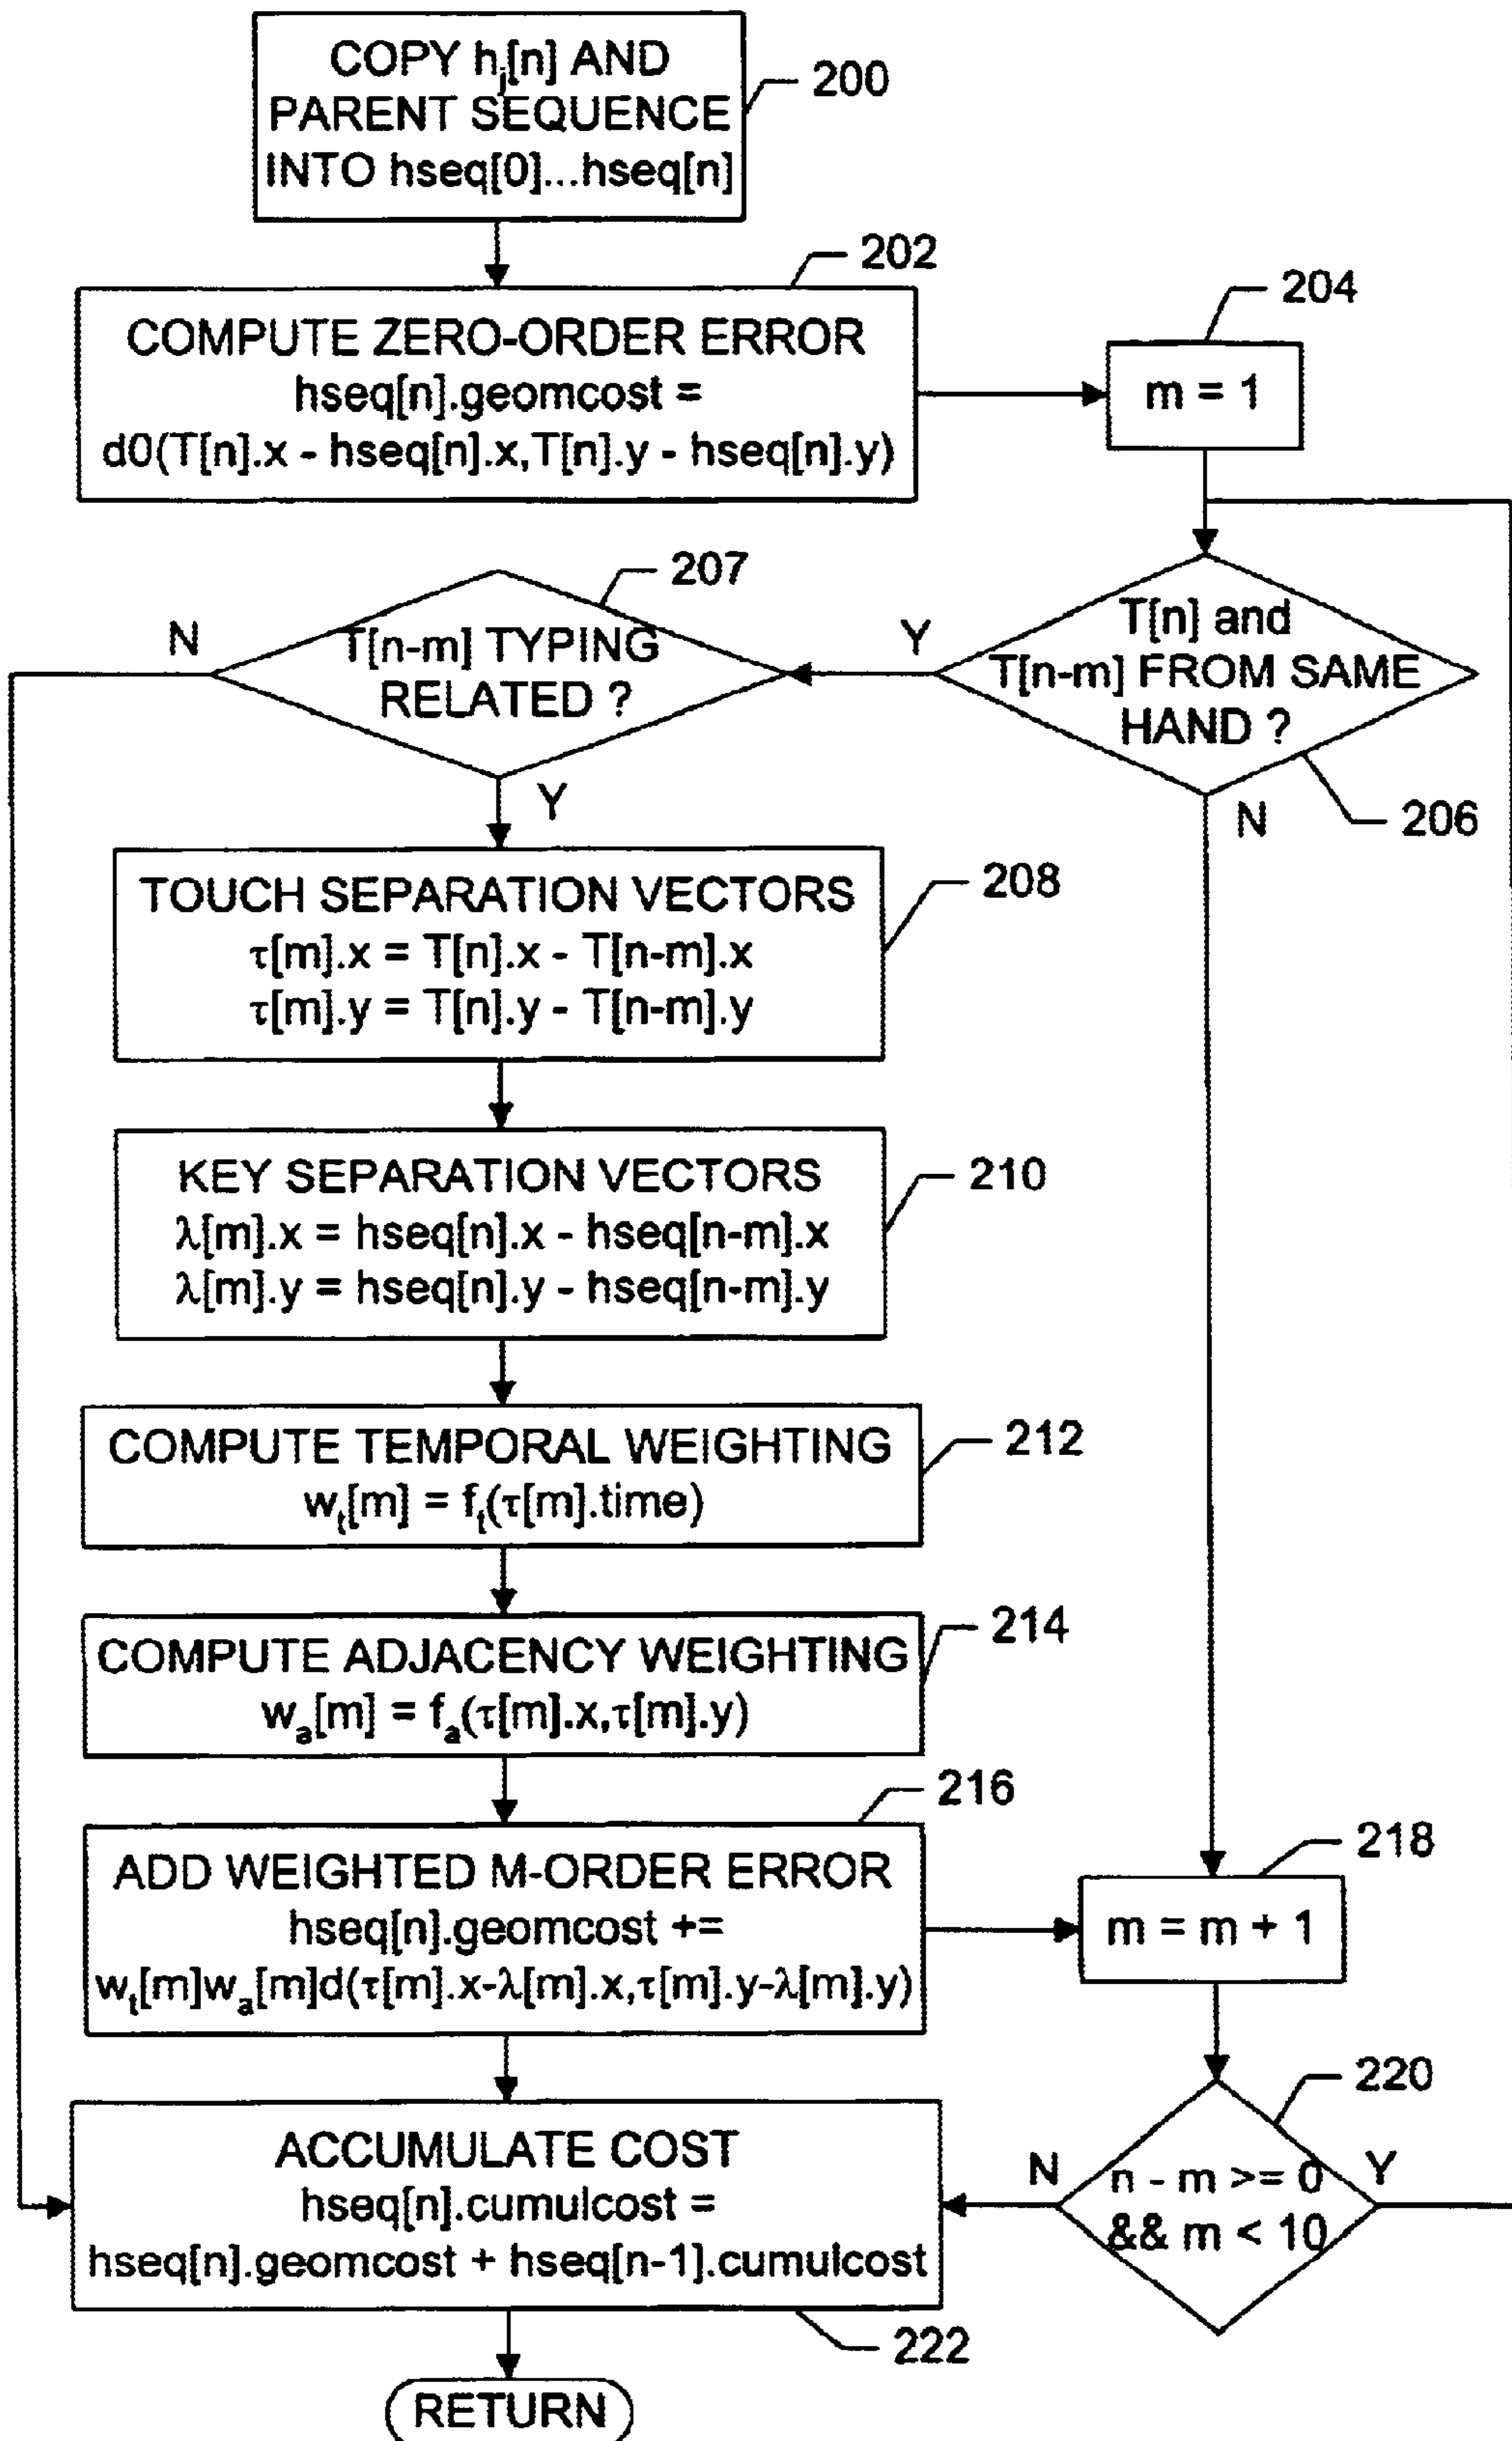 COPY hj[n] AND
PARENT SEQUENCE
INTO hseq[0]...hseq[n]
200
202
COMPUTE ZERO-ORDER ERROR
hseq[n].geomcost =
d0(T[n].x - hseq[n].x,T[n].y - hseq[n].y)
204
m = 1
T[n] and
T[n-m] FROM SAME
HAND ?
206
Y
N
207
T[n-m] TYPING
RELATED ?
N
Y
TOUCH SEPARATION VECTORS
τ[m].x = T[n].x - T[n-m].x
τ[m].y = T[n].y - T[n-m].y
208
KEY SEPARATION VECTORS
λ[m].x = hseq[n].x - hseq[n-m].x
λ[m].y = hseq[n].y - hseq[n-m].y
210
COMPUTE TEMPORAL WEIGHTING
wt[m] = ft(τ[m].time)
212
COMPUTE ADJACENCY WEIGHTING
wa[m] = fa(τ[m].x,τ[m].y)
214
216
ADD WEIGHTED M-ORDER ERROR
hseq[n].geomcost +=
wt[m]wa[m]d(τ[m].x-λ[m].x,τ[m].y-λ[m].y)
218
m = m + 1
220
n - m >= 0
&& m < 10
N
Y
ACCUMULATE COST
hseq[n].cumulcost =
hseq[n].geomcost + hseq[n-1].cumulcost
222
RETURN